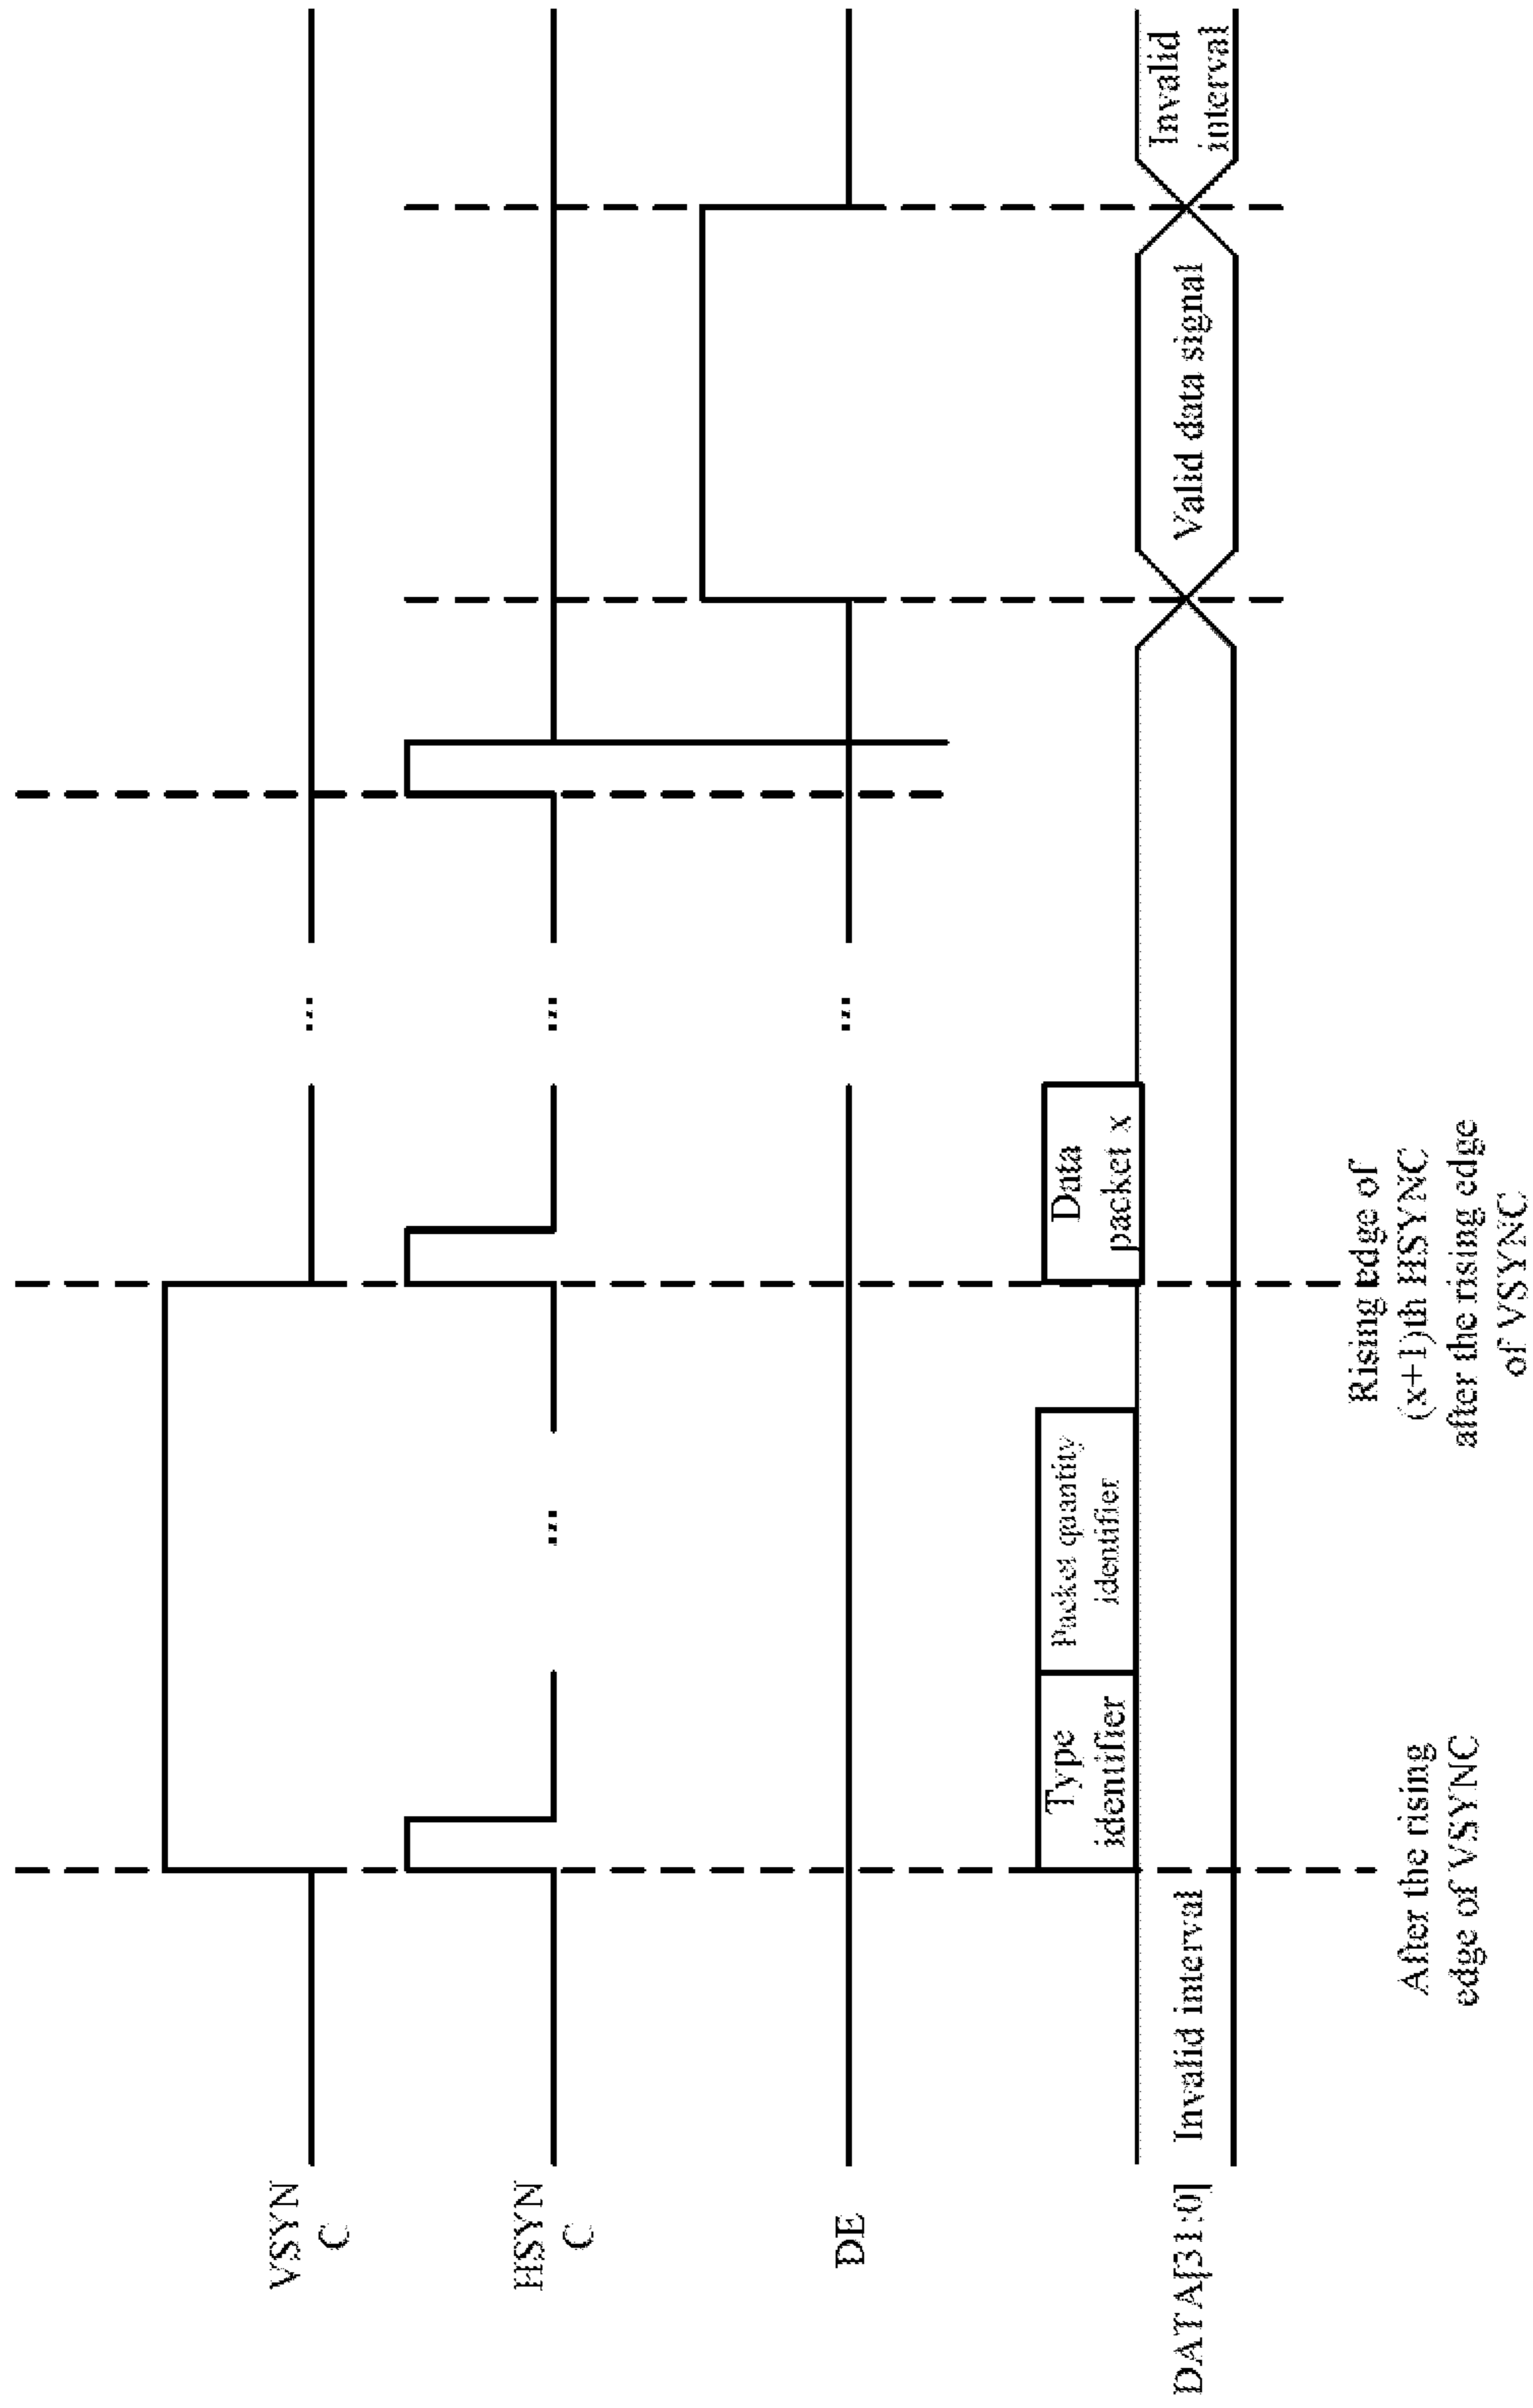 VSYN
C
HSYN
C
DE
...
...
...
...
Type
identifier
Packet quantity
identifier
Data
packet x
DATA[31:0]
Invalid interval
Valid data signal
Invalid
interval
After the rising
edge of VSYNC
Rising edge of
(x+1)th HSYNC
after the rising edge
of VSYNC